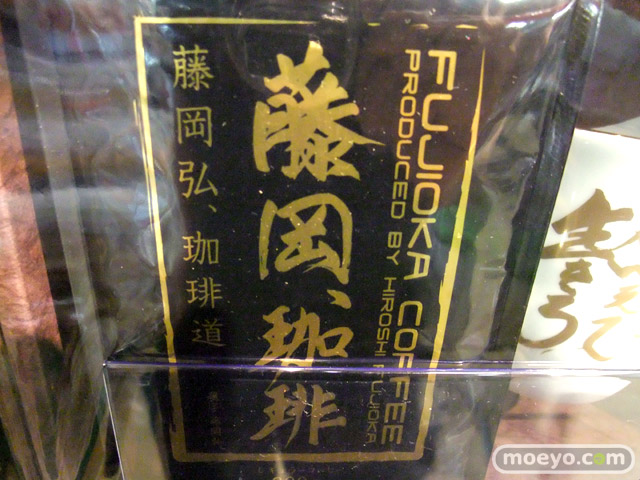 FUJIOKA COFFEE
PRODUCED BY HIROSHI FUJIOKA
藤岡、珈琲
藤岡弘、珈琲道
moeyo.com